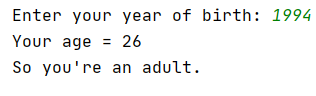 Enter your year of birth: 1994
Your age = 26
So you're an adult.